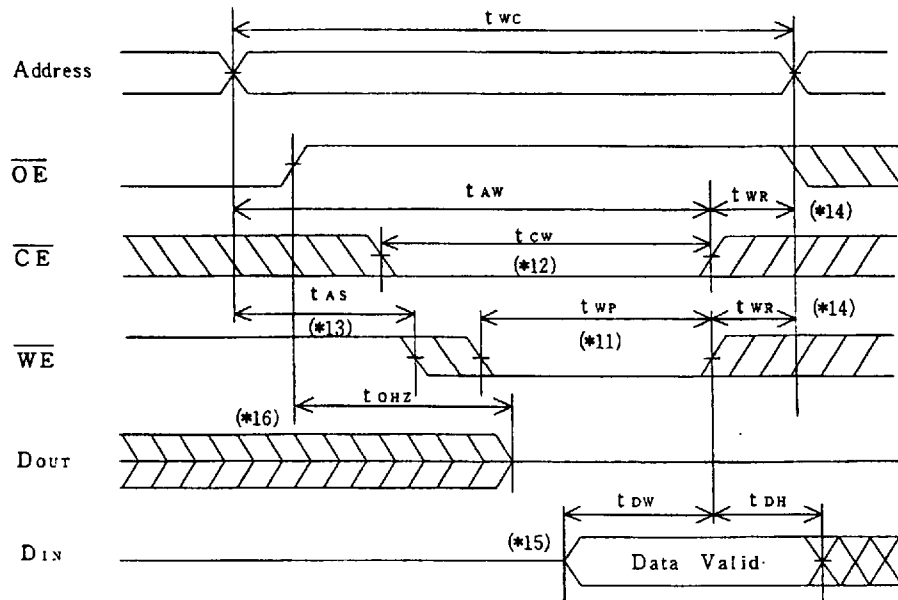 t WC
Address
OE
t AW
t WR
(*14)
CE
t CW
(*12)
t AS
(*13)
t WP
(*11)
t WR
(*14)
WE
t OHZ
(*16)
DOUT
t DW
t DH
(*15)
DIN
Data Valid